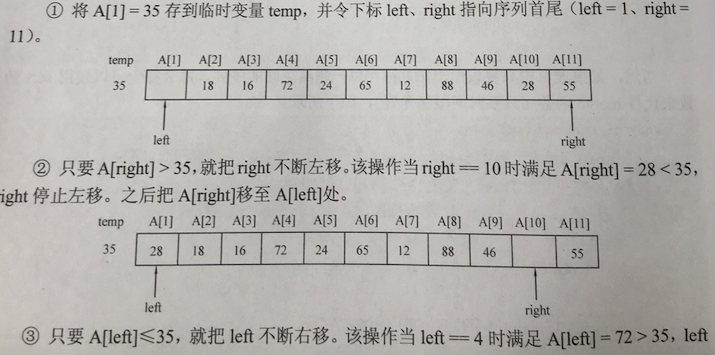 ① 将 A[1] = 35 存到临时变量 temp，并令下标 left、right 指向序列首尾（left = 1、right =
11）。
temp A[1] A[2] A[3] A[4] A[5] A[6] A[7] A[8] A[9] A[10] A[11]
35 18 16 72 24 65 12 88 46 28 55
left right
② 只要 A[right] > 35，就把 right 不断左移。该操作当 right == 10 时满足 A[right] = 28 < 35，
ight 停止左移。之后把 A[right]移至 A[left]处。
temp A[1] A[2] A[3] A[4] A[5] A[6] A[7] A[8] A[9] A[10] A[11]
35 28 18 16 72 24 65 12 88 46 55
left right
③ 只要 A[left]≤35，就把 left 不断右移。该操作当 left == 4 时满足 A[left] = 72 > 35，left